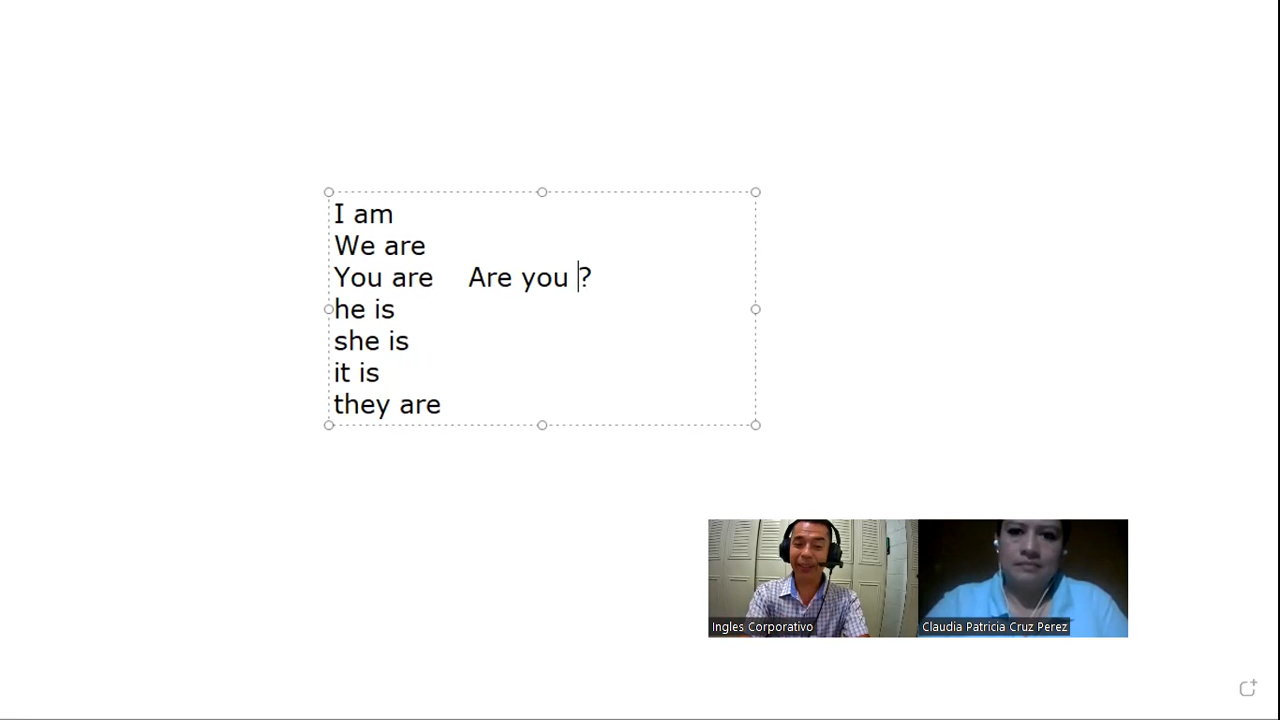 I am
We are
You are Are you ?
he is
she is
it is
they are
Ingles Corporativo
Claudia Patricia Cruz Perez